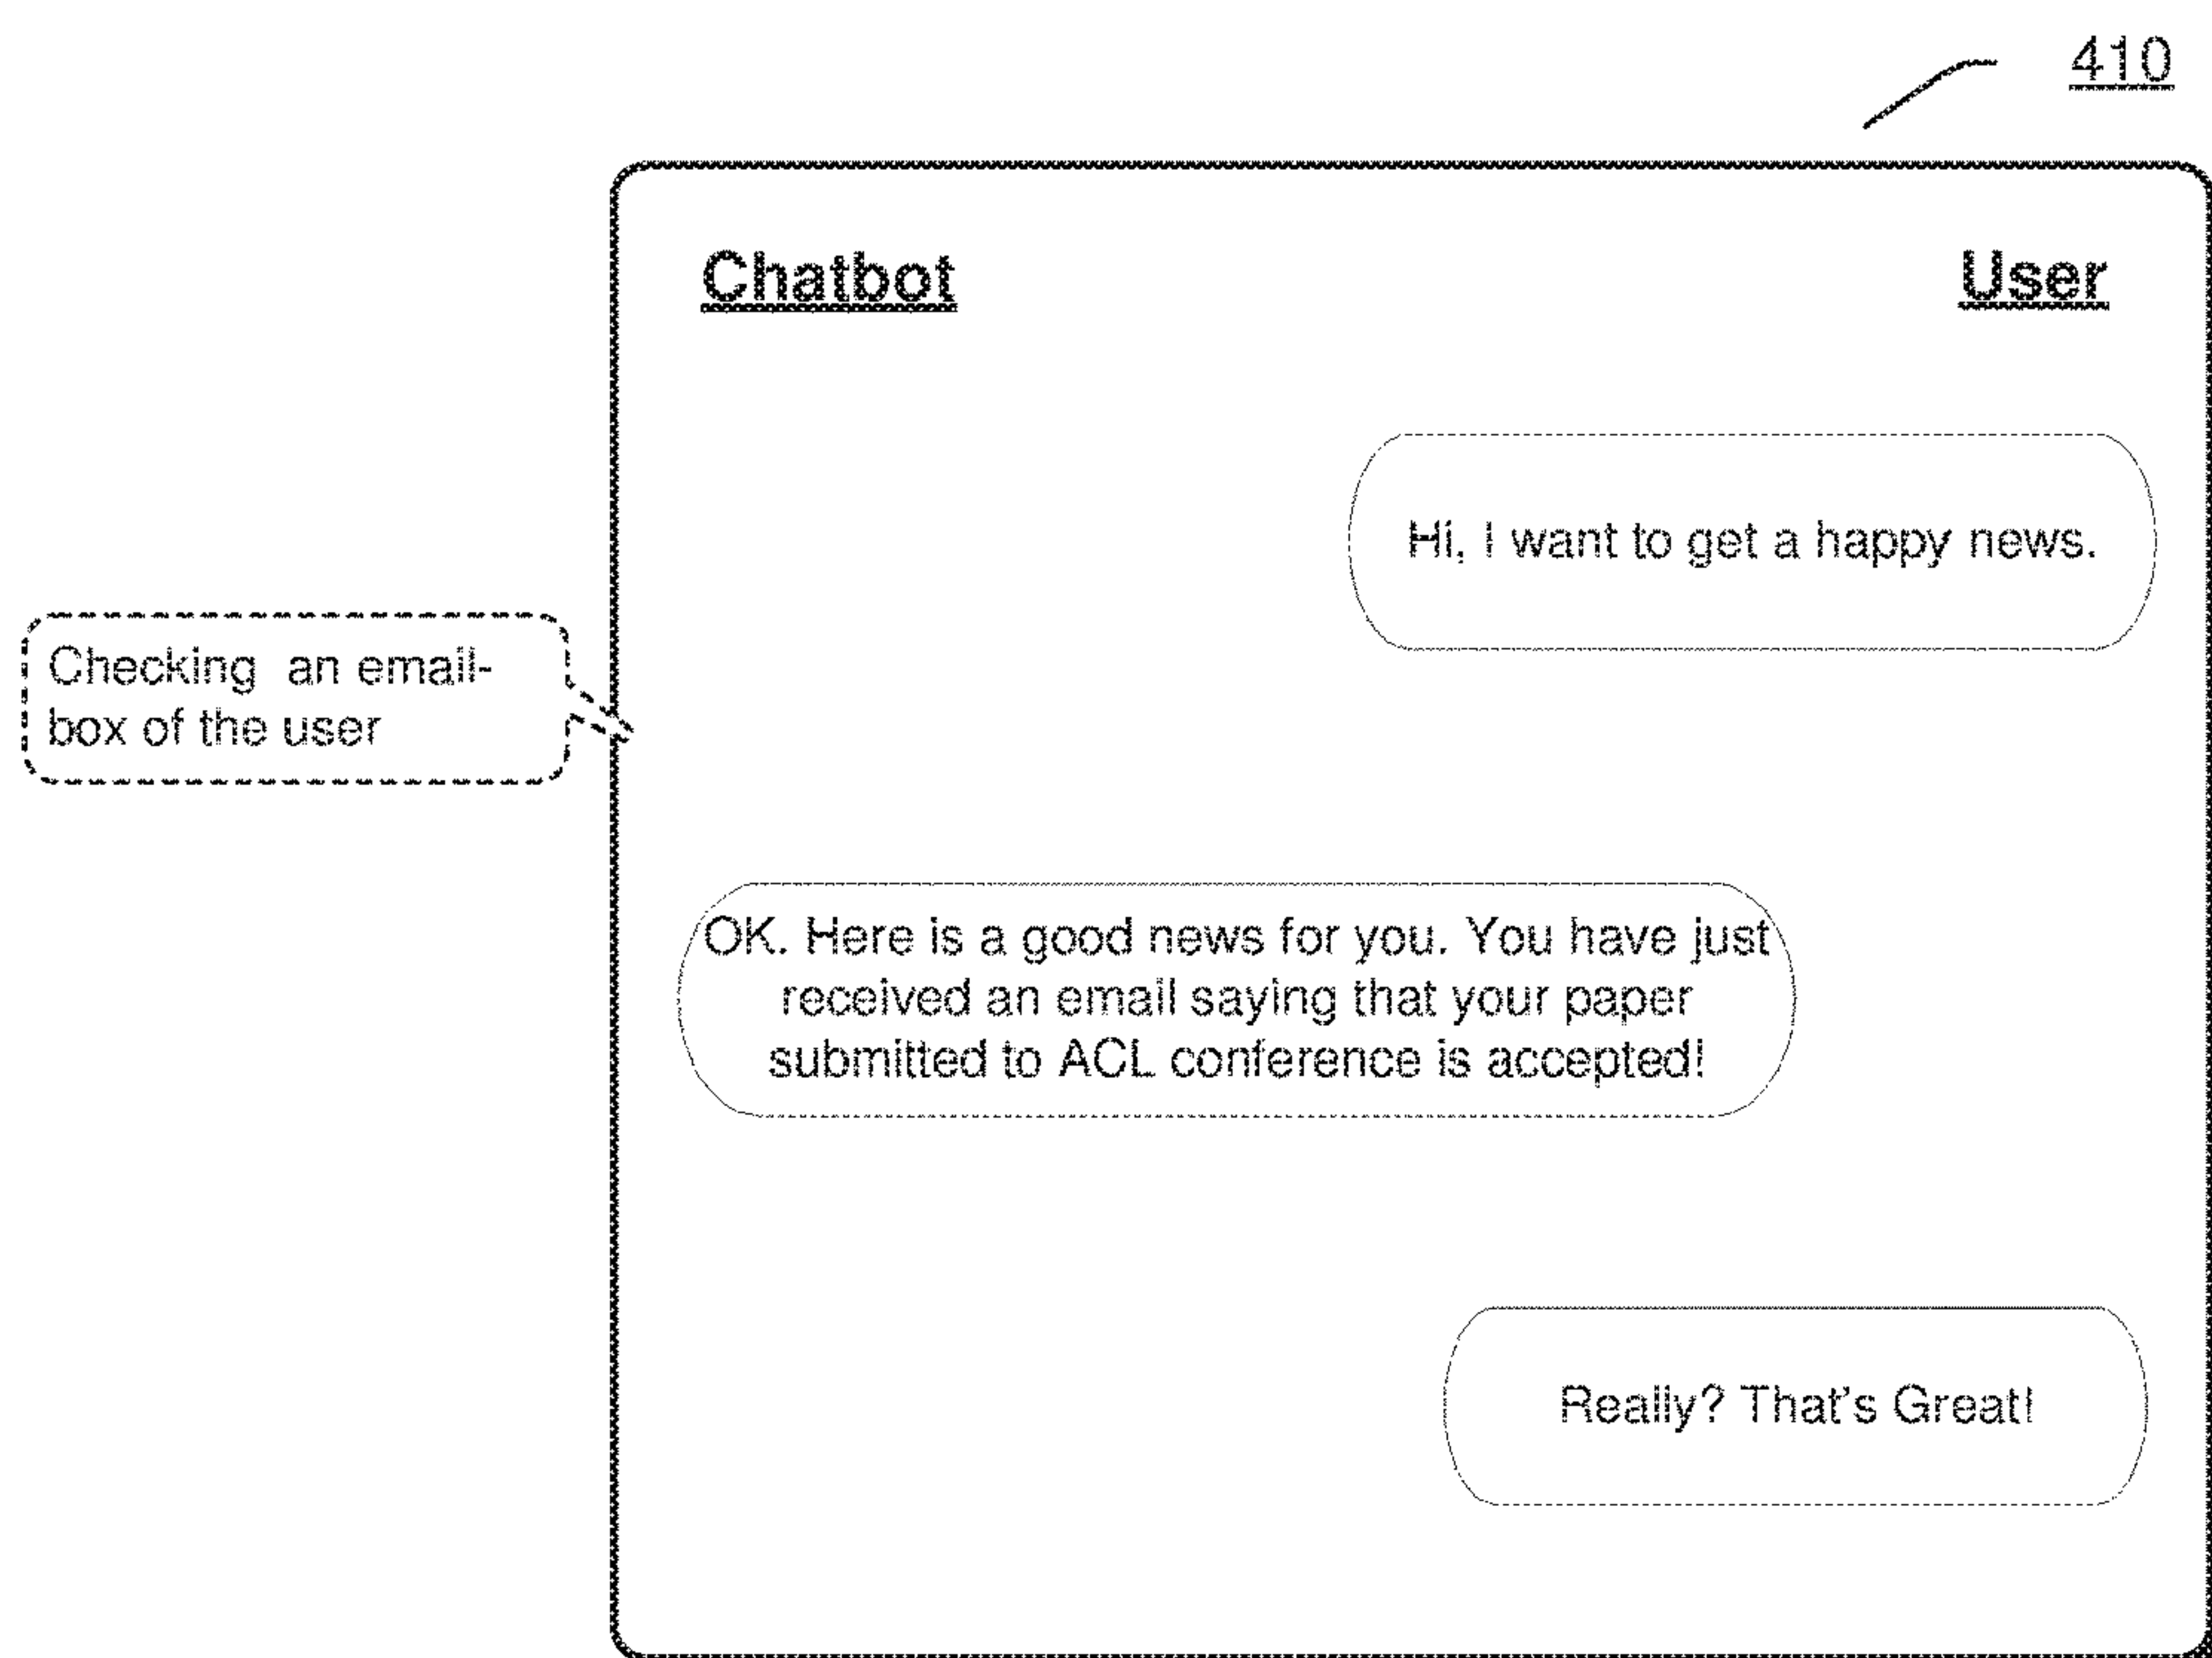 410
Chatbot
User
Hi, I want to get a happy news.
Checking an email-
box of the user
OK. Here is a good news for you. You have just
received an email saying that your paper
submitted to ACL conference is accepted!
Really? That's Great!